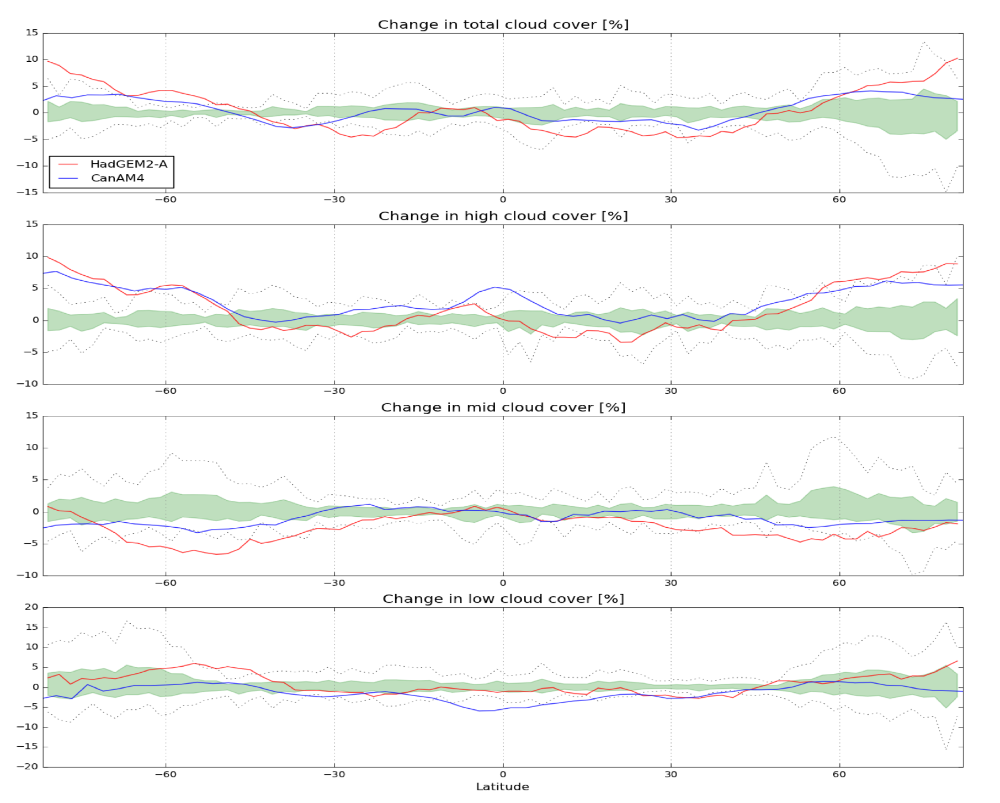 Change in total cloud cover [%]
15
10
5
0
−5
−10
−15
HadGEM2-A
CanAM4
−60 −30 0 30 60
Change in high cloud cover [%]
15
10
5
0
−5
−10
−60 −30 0 30 60
Change in mid cloud cover [%]
15
10
5
0
−5
−10
−60 −30 0 30 60
Change in low cloud cover [%]
20
15
10
5
0
−5
−10
−15
−20
−60 −30 0 30 60
Latitude